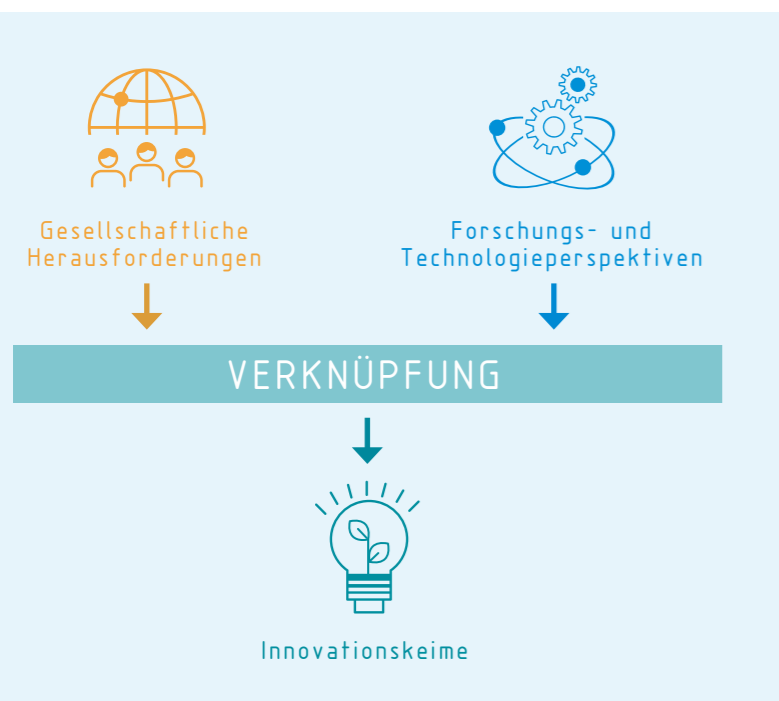 Gesellschaftliche
Herausforderungen
Forschungs- und
Technologieperspektiven
VERKNÜPFUNG
Innovationskeime